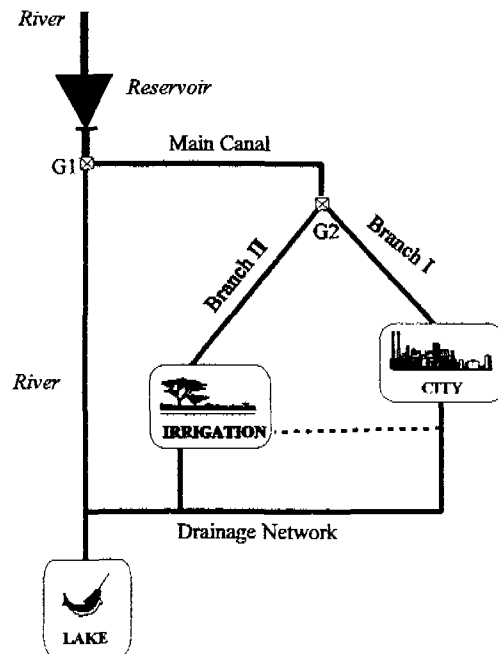 River
Reservoir
Main Canal
G1
G2
Branch II
Branch I
River
CITY
IRRIGATION
Drainage Network
LAKE